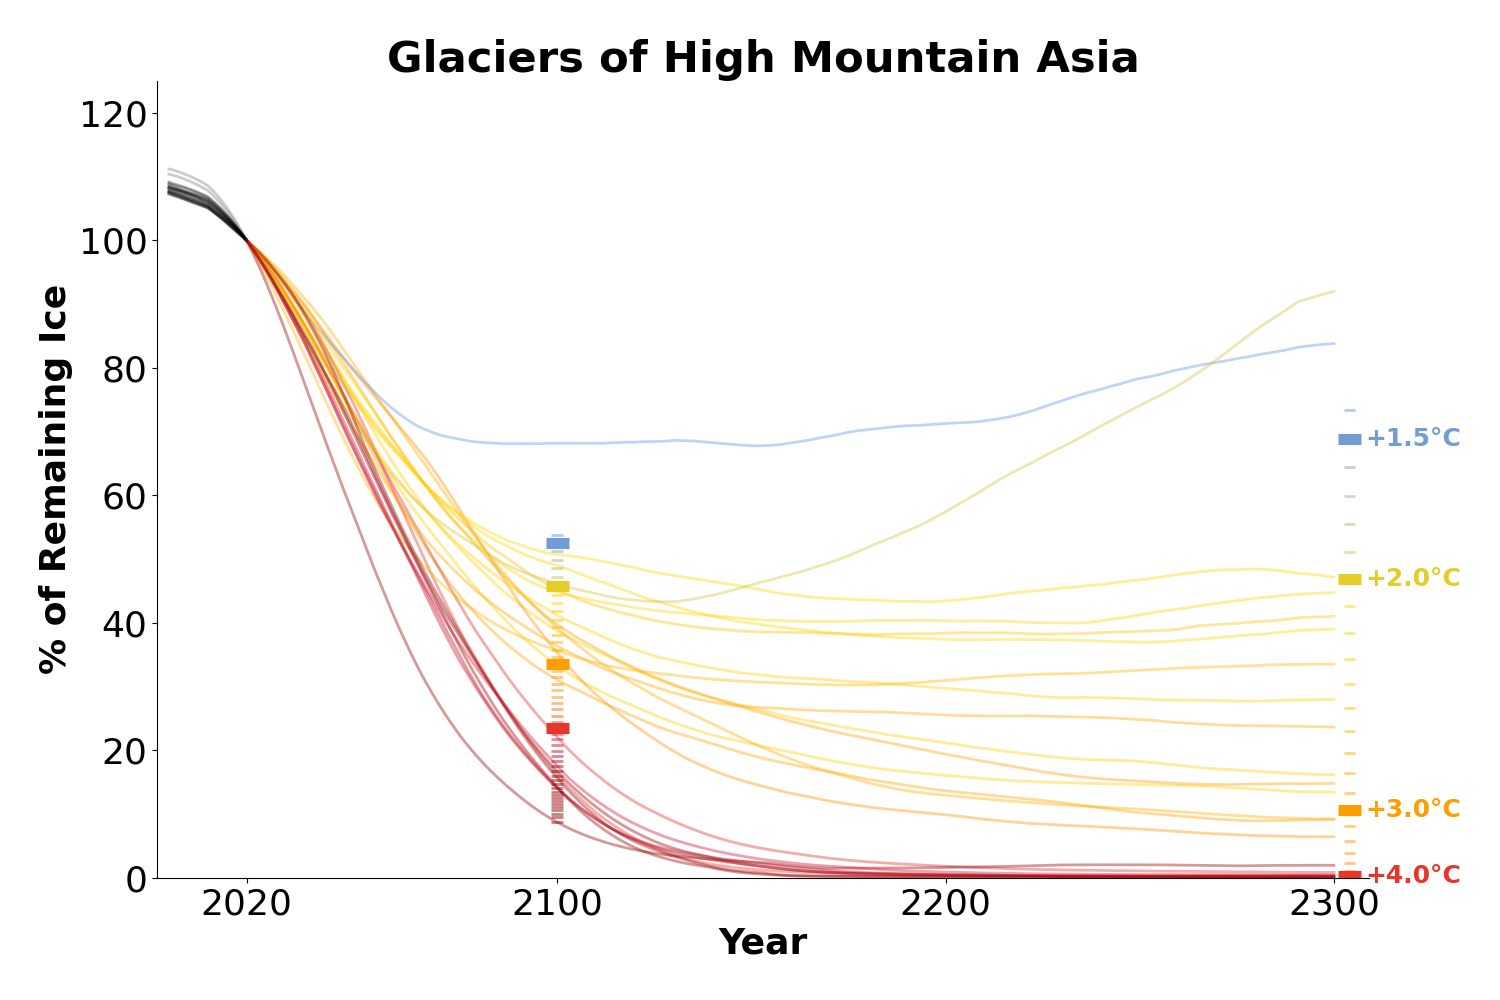 Glaciers of High Mountain Asia
% of Remaining Ice
120
100
80
60
40
20
0
+1.5°C
+2.0°C
+3.0°C
+4.0°C
2020 2100 2200 2300
Year